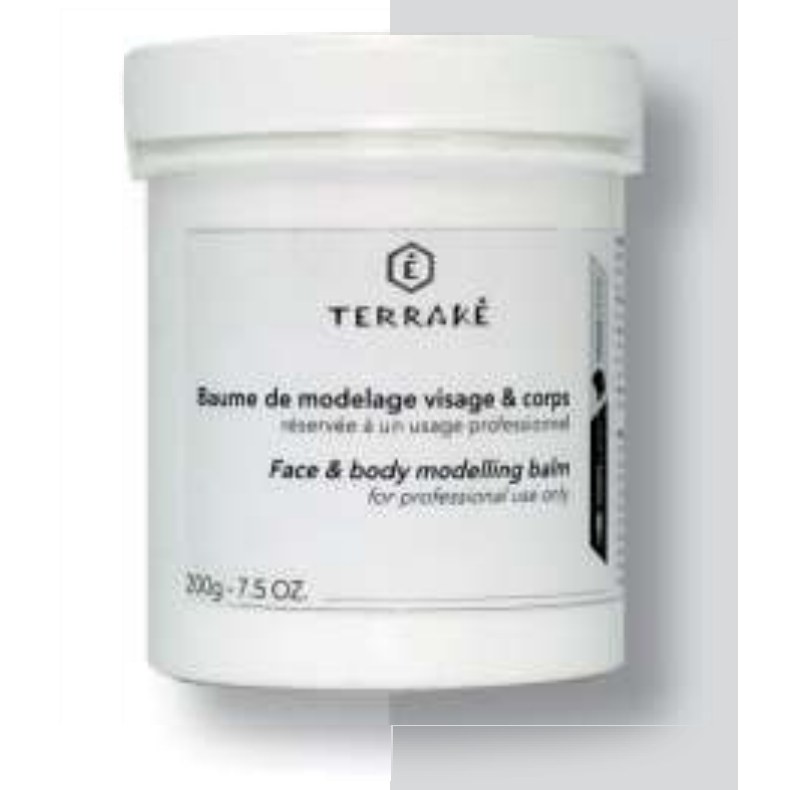 É
TERRAKÉ
Baume de modelage visage & corps
réservée à un usage professionnel
Face & body modelling balm
for professional use only
200g - 7.5 OZ.